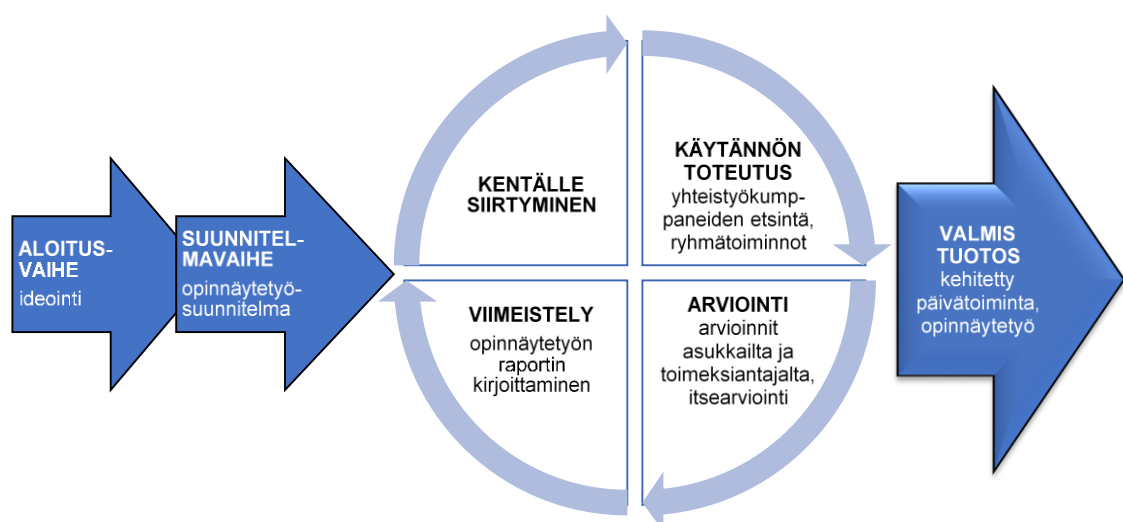 ALOITUS-
VAIHE
ideointi
SUUNNITEL-
MAVAIHE
opinnäytetyö-
suunnitelma
KENTÄLLE
SIIRTYMINEN
KÄYTÄNNÖN
TOTEUTUS
yhteistyökump-
paneiden etsintä,
ryhmätoiminnot
ARVIOINTI
arvioinnit
asukkailta ja
toimeksiantajalta,
itsearviointi
VIIMEISTELY
opinnäytetyön
raportin
kirjoittaminen
VALMIS
TUOTOS
kehitetty
päivätoiminta,
opinnäytetyö